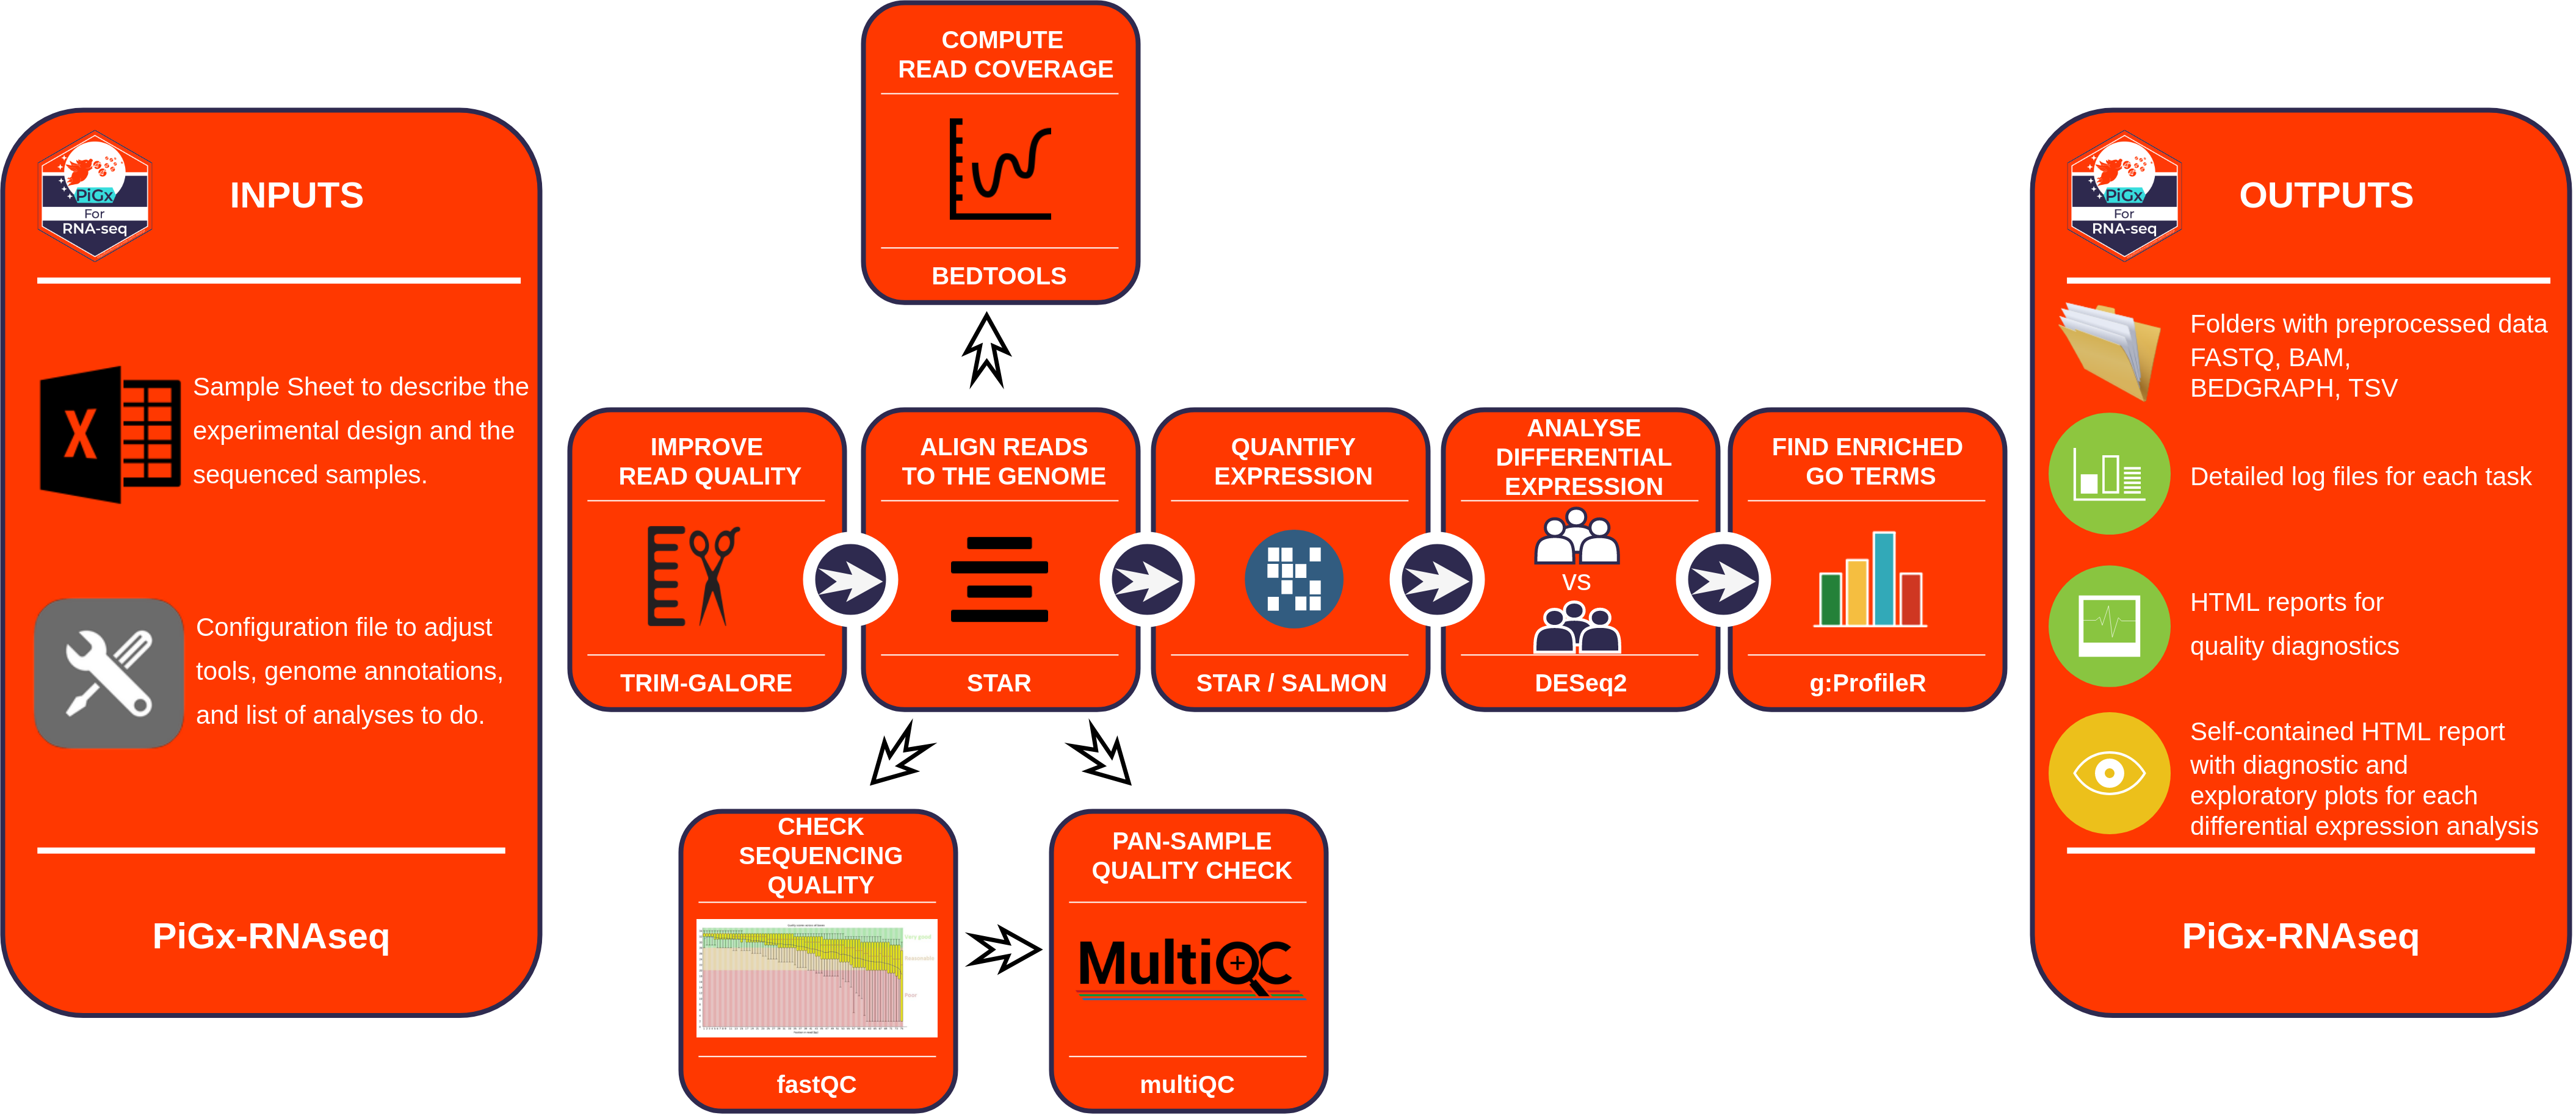 PiGx
For
RNA-seq
INPUTS
Sample Sheet to describe the
experimental design and the
sequenced samples.
Configuration file to adjust
tools, genome annotations,
and list of analyses to do.
PiGx-RNAseq
COMPUTE
READ COVERAGE
BEDTOOLS
IMPROVE
READ QUALITY
TRIM-GALORE
ALIGN READS
TO THE GENOME
STAR
QUANTIFY
EXPRESSION
STAR / SALMON
ANALYSE
DIFFERENTIAL
EXPRESSION
VS
DESeq2
FIND ENRICHED
GO TERMS
g:ProfileR
CHECK
SEQUENCING
QUALITY
Very good
Reasonable
Poor
fastQC
PAN-SAMPLE
QUALITY CHECK
MultiQC
multiQC
PiGx
For
RNA-seq
OUTPUTS
Folders with preprocessed data
FASTQ, BAM,
BEDGRAPH, TSV
Detailed log files for each task
HTML reports for
quality diagnostics
Self-contained HTML report
with diagnostic and
exploratory plots for each
differential expression analysis
PiGx-RNAseq